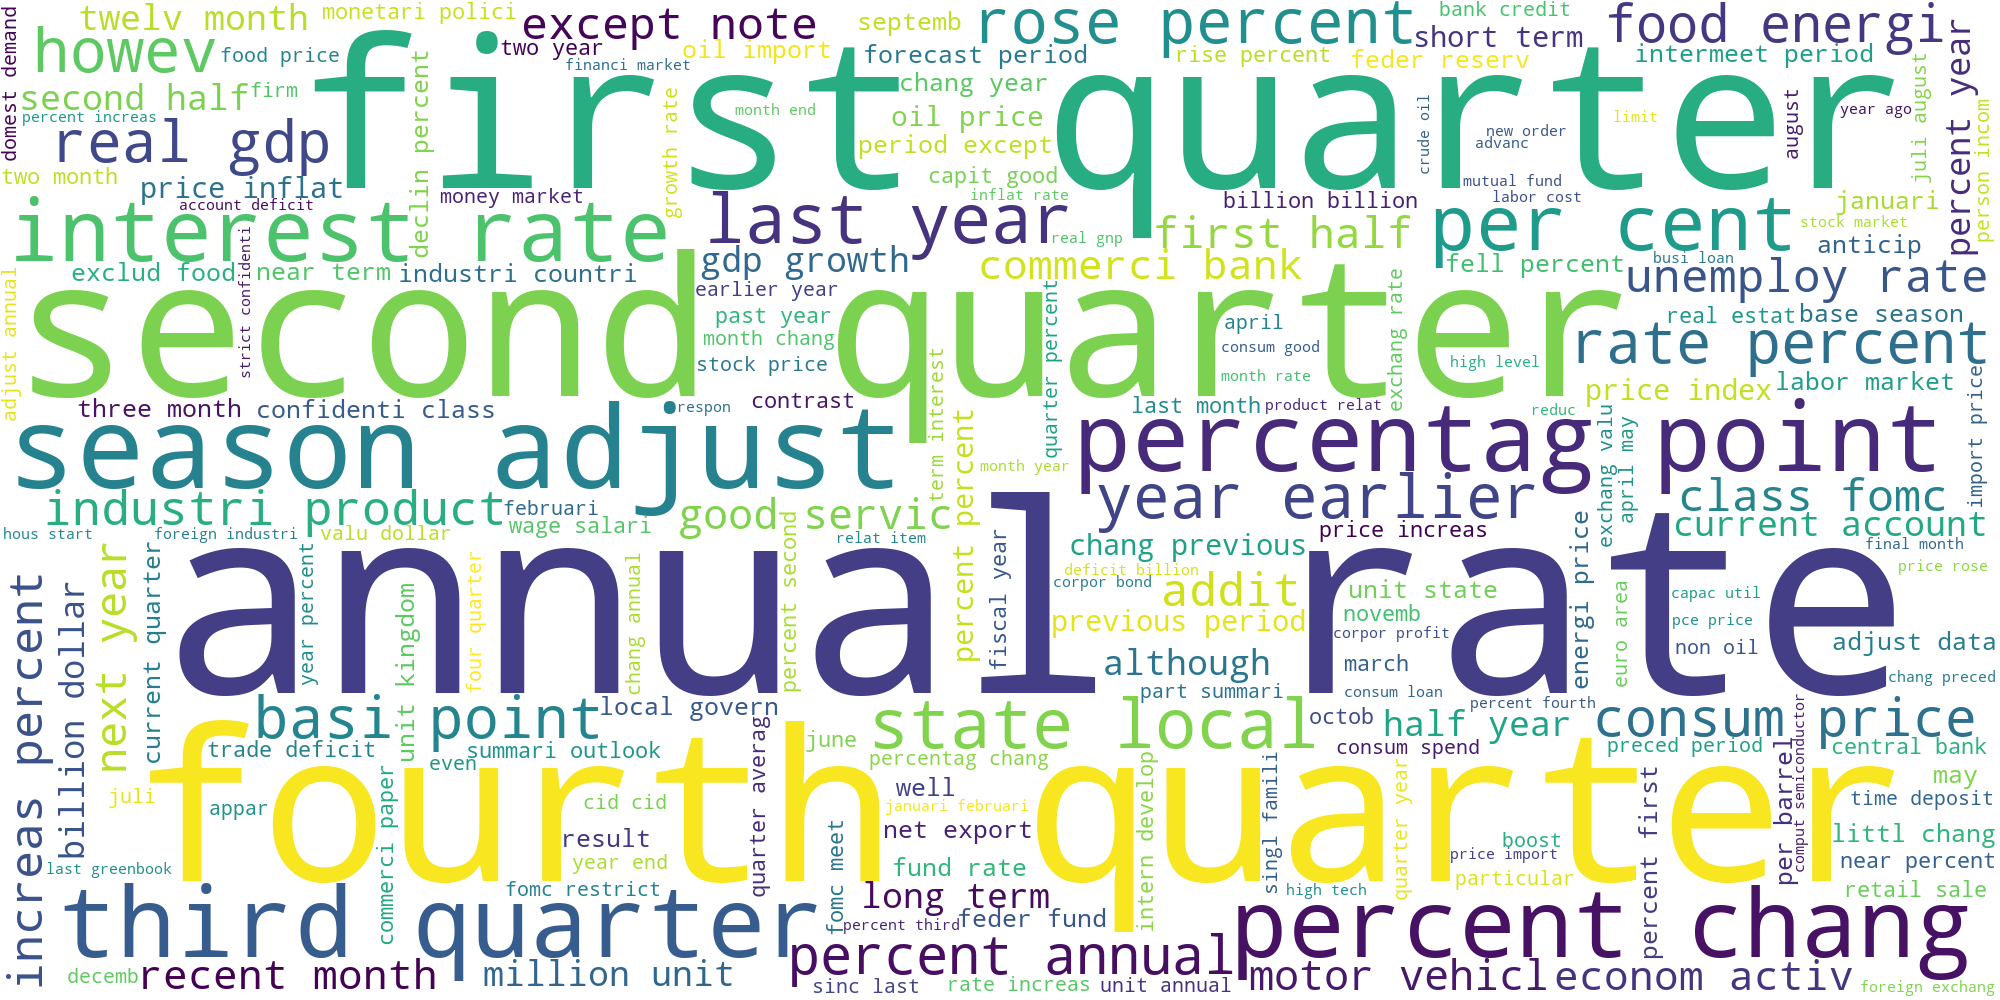 domest demand
twelv month
monetari polici
except note
septemb
rose percent
bank credit
food energi
howev
food price
two year
financi market
oil import
forecast period
short term
rise percent
feder reserv
intermeet period
percent year
first quarter
second half
firm
percent increas
real gdp
declin percent
growth rate
month end
chang year
oil price
period except
crude oil
new order
advanc
limit
august
year ago
juli august
person incom
two month
price inflat
account deficit
money market
capit good
inflat rate
mutual fund
labor cost
billion billion
januari
stock market
interest rate
last year
real gnp
first half
per cent
anticip
adjust annual
exclud food
strict confidenti
near term
industri countri
gdp growth
earlier year
commerci bank
fell percent
busi loan
unemploy rate
second quarter
past year
month chang
stock price
quarter percent
april
consum good
month rate
exchang rate
high level
real estat
base season
rate percent
price index
labor market
three month
confidenti class
respon
contrast
last month
product relat
reduc
season adjust
term interest
percent percent
month year
percentag point
exchang valu
april may
import price
industri product
februari
good servic
year earlier
class fomc
hous start
foreign industri
valu dollar
wage salari
percent second
relat item
price increas
current account
final month
annual rate
increas percent
billion dollar
next year
current quarter
year percent
unit kingdom
four quarter
chang annual
fiscal year
chang previous
deficit billion
corpor bond
addit
previous period
unit state
novemb
corpor profit
energi price
euro area
price rose
capac util
pce price
non oil
adjust data
chang preced
although
march
part summari
consum loan
percent fourth
basi point
local govern
state local
octob
half year
consum price
trade deficit
summari outlook
even
june
percentag chang
consum spend
preced period
central bank
fourth quarter
juli
appar
commerci paper
cid cid
result
year end
quarter average
fomc meet
well
januari februari
net export
fund rate
intern develop
singl famili
quarter year
boost
price import
particular
percent first
per barrel
comput semiconductor
may
time deposit
littl chang
near percent
retail sale
last greenbook
fomc restrict
long term
high tech
third quarter
percent third
feder fund
percent chang
decemb
recent month
million unit
percent annual
sinc last
rate increas
unit annual
motor vehicl
econom activ
foreign exchang